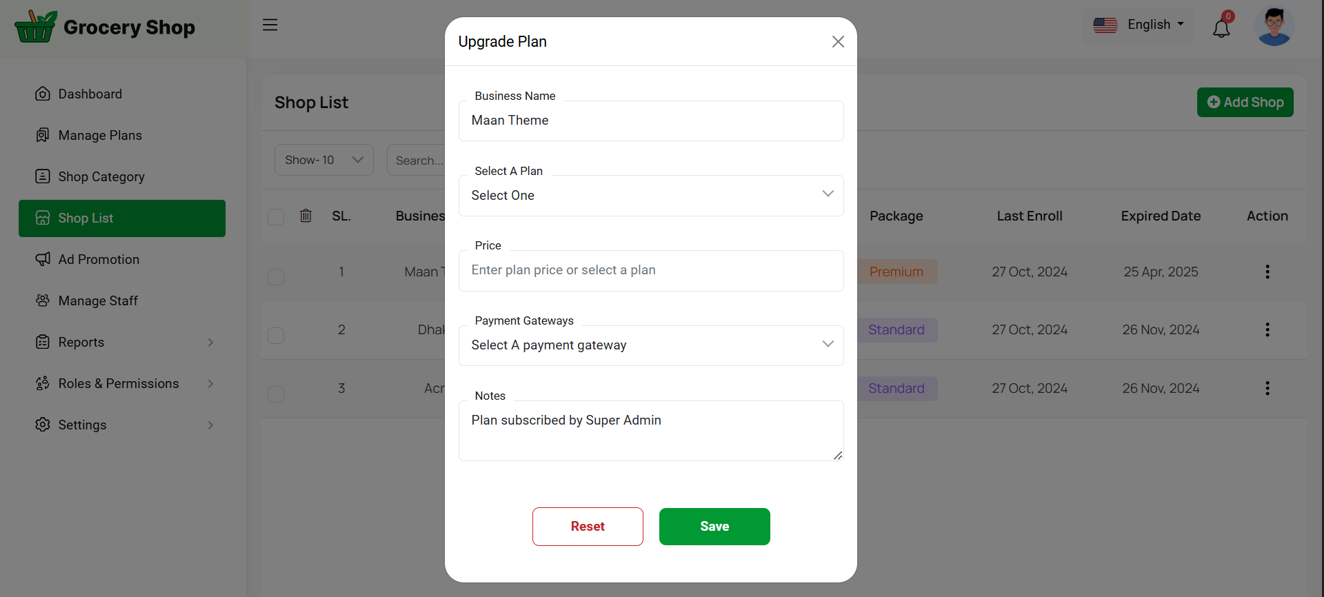 Grocery Shop
English
0
Dashboard
Manage Plans
Shop Category
Shop List
Ad Promotion
Manage Staff
Reports
Roles & Permissions
Settings
Shop List
Add Shop
Show- 10
Search...
SL. Package Last Enroll Expired Date Action
1 Maan Premium 27 Oct, 2024 25 Apr, 2025
2 Standard 27 Oct, 2024 26 Nov, 2024
3 Standard 27 Oct, 2024 26 Nov, 2024
Upgrade Plan
Business Name
Maan Theme
Select A Plan
Select One
Price
Enter plan price or select a plan
Payment Gateways
Select A payment gateway
Notes
Plan subscribed by Super Admin
Reset
Save